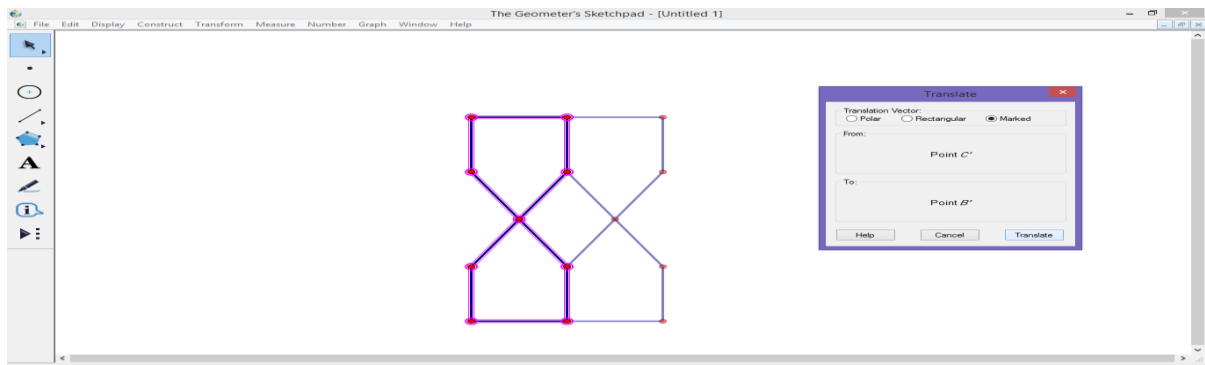 The Geometer's Sketchpad - [Untitled 1]
File Edit Display Construct Transform Measure Number Graph Window Help
A
Translate
Translation Vector:
Polar Rectangular Marked
From:
Point C'
To:
Point B'
Help Cancel Translate